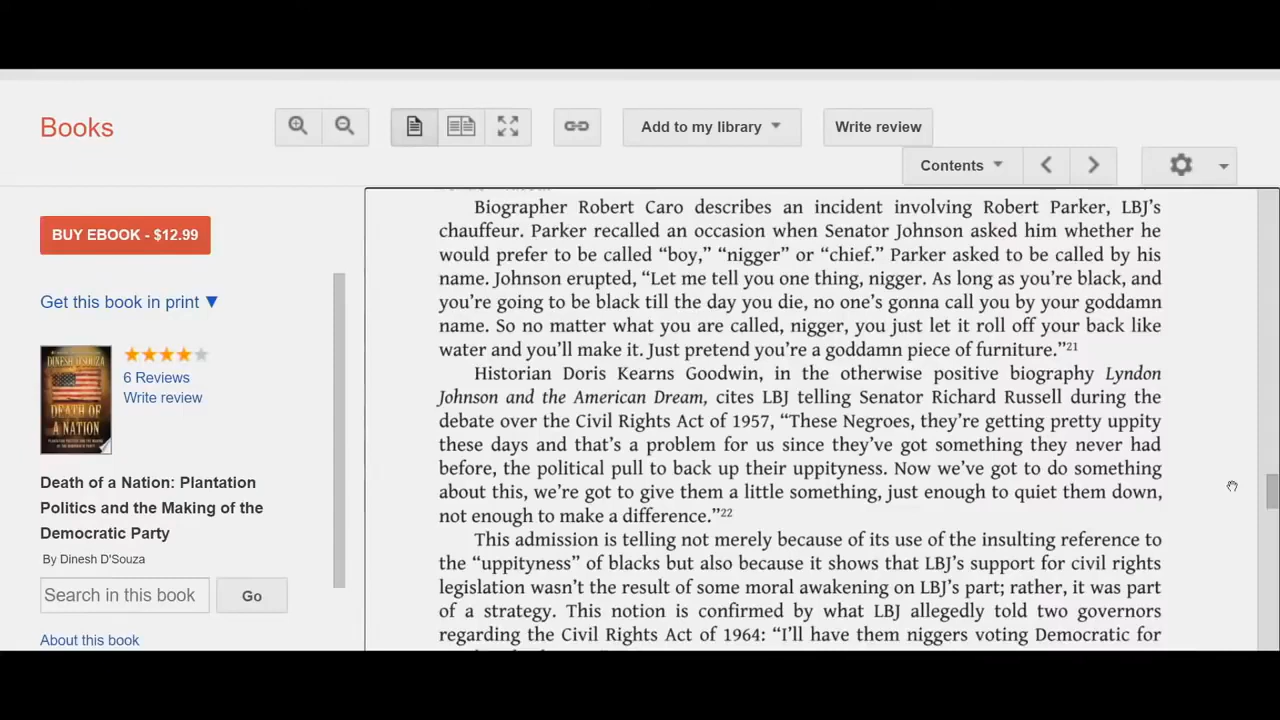 Books
Add to my library
Write review
Contents
BUY EBOOK - $12.99
Get this book in print ▼
6 Reviews
Write review
DINESH D'SOUZA
DEATH OF
A NATION
Death of a Nation: Plantation
Politics and the Making of the
Democratic Party
By Dinesh D'Souza
Search in this book
Go
About this book
Biographer Robert Caro describes an incident involving Robert Parker, LBJ's
chauffeur. Parker recalled an occasion when Senator Johnson asked him whether he
would prefer to be called “boy,” “nigger” or “chief.” Parker asked to be called by his
name. Johnson erupted, “Let me tell you one thing, nigger. As long as you're black, and
you're going to be black till the day you die, no one's gonna call you by your goddamn
name. So no matter what you are called, nigger, you just let it roll off your back like
water and you'll make it. Just pretend you're a goddamn piece of furniture.”21
Historian Doris Kearns Goodwin, in the otherwise positive biography Lyndon
Johnson and the American Dream, cites LBJ telling Senator Richard Russell during the
debate over the Civil Rights Act of 1957, “These Negroes, they're getting pretty uppity
these days and that's a problem for us since they've got something they never had
before, the political pull to back up their uppityness. Now we've got to do something
about this, we're got to give them a little something, just enough to quiet them down,
not enough to make a difference.”22
This admission is telling not merely because of its use of the insulting reference to
the “uppityness” of blacks but also because it shows that LBJ's support for civil rights
legislation wasn't the result of some moral awakening on LBJ's part; rather, it was part
of a strategy. This notion is confirmed by what LBJ allegedly told two governors
regarding the Civil Rights Act of 1964: “I'll have them niggers voting Democratic for